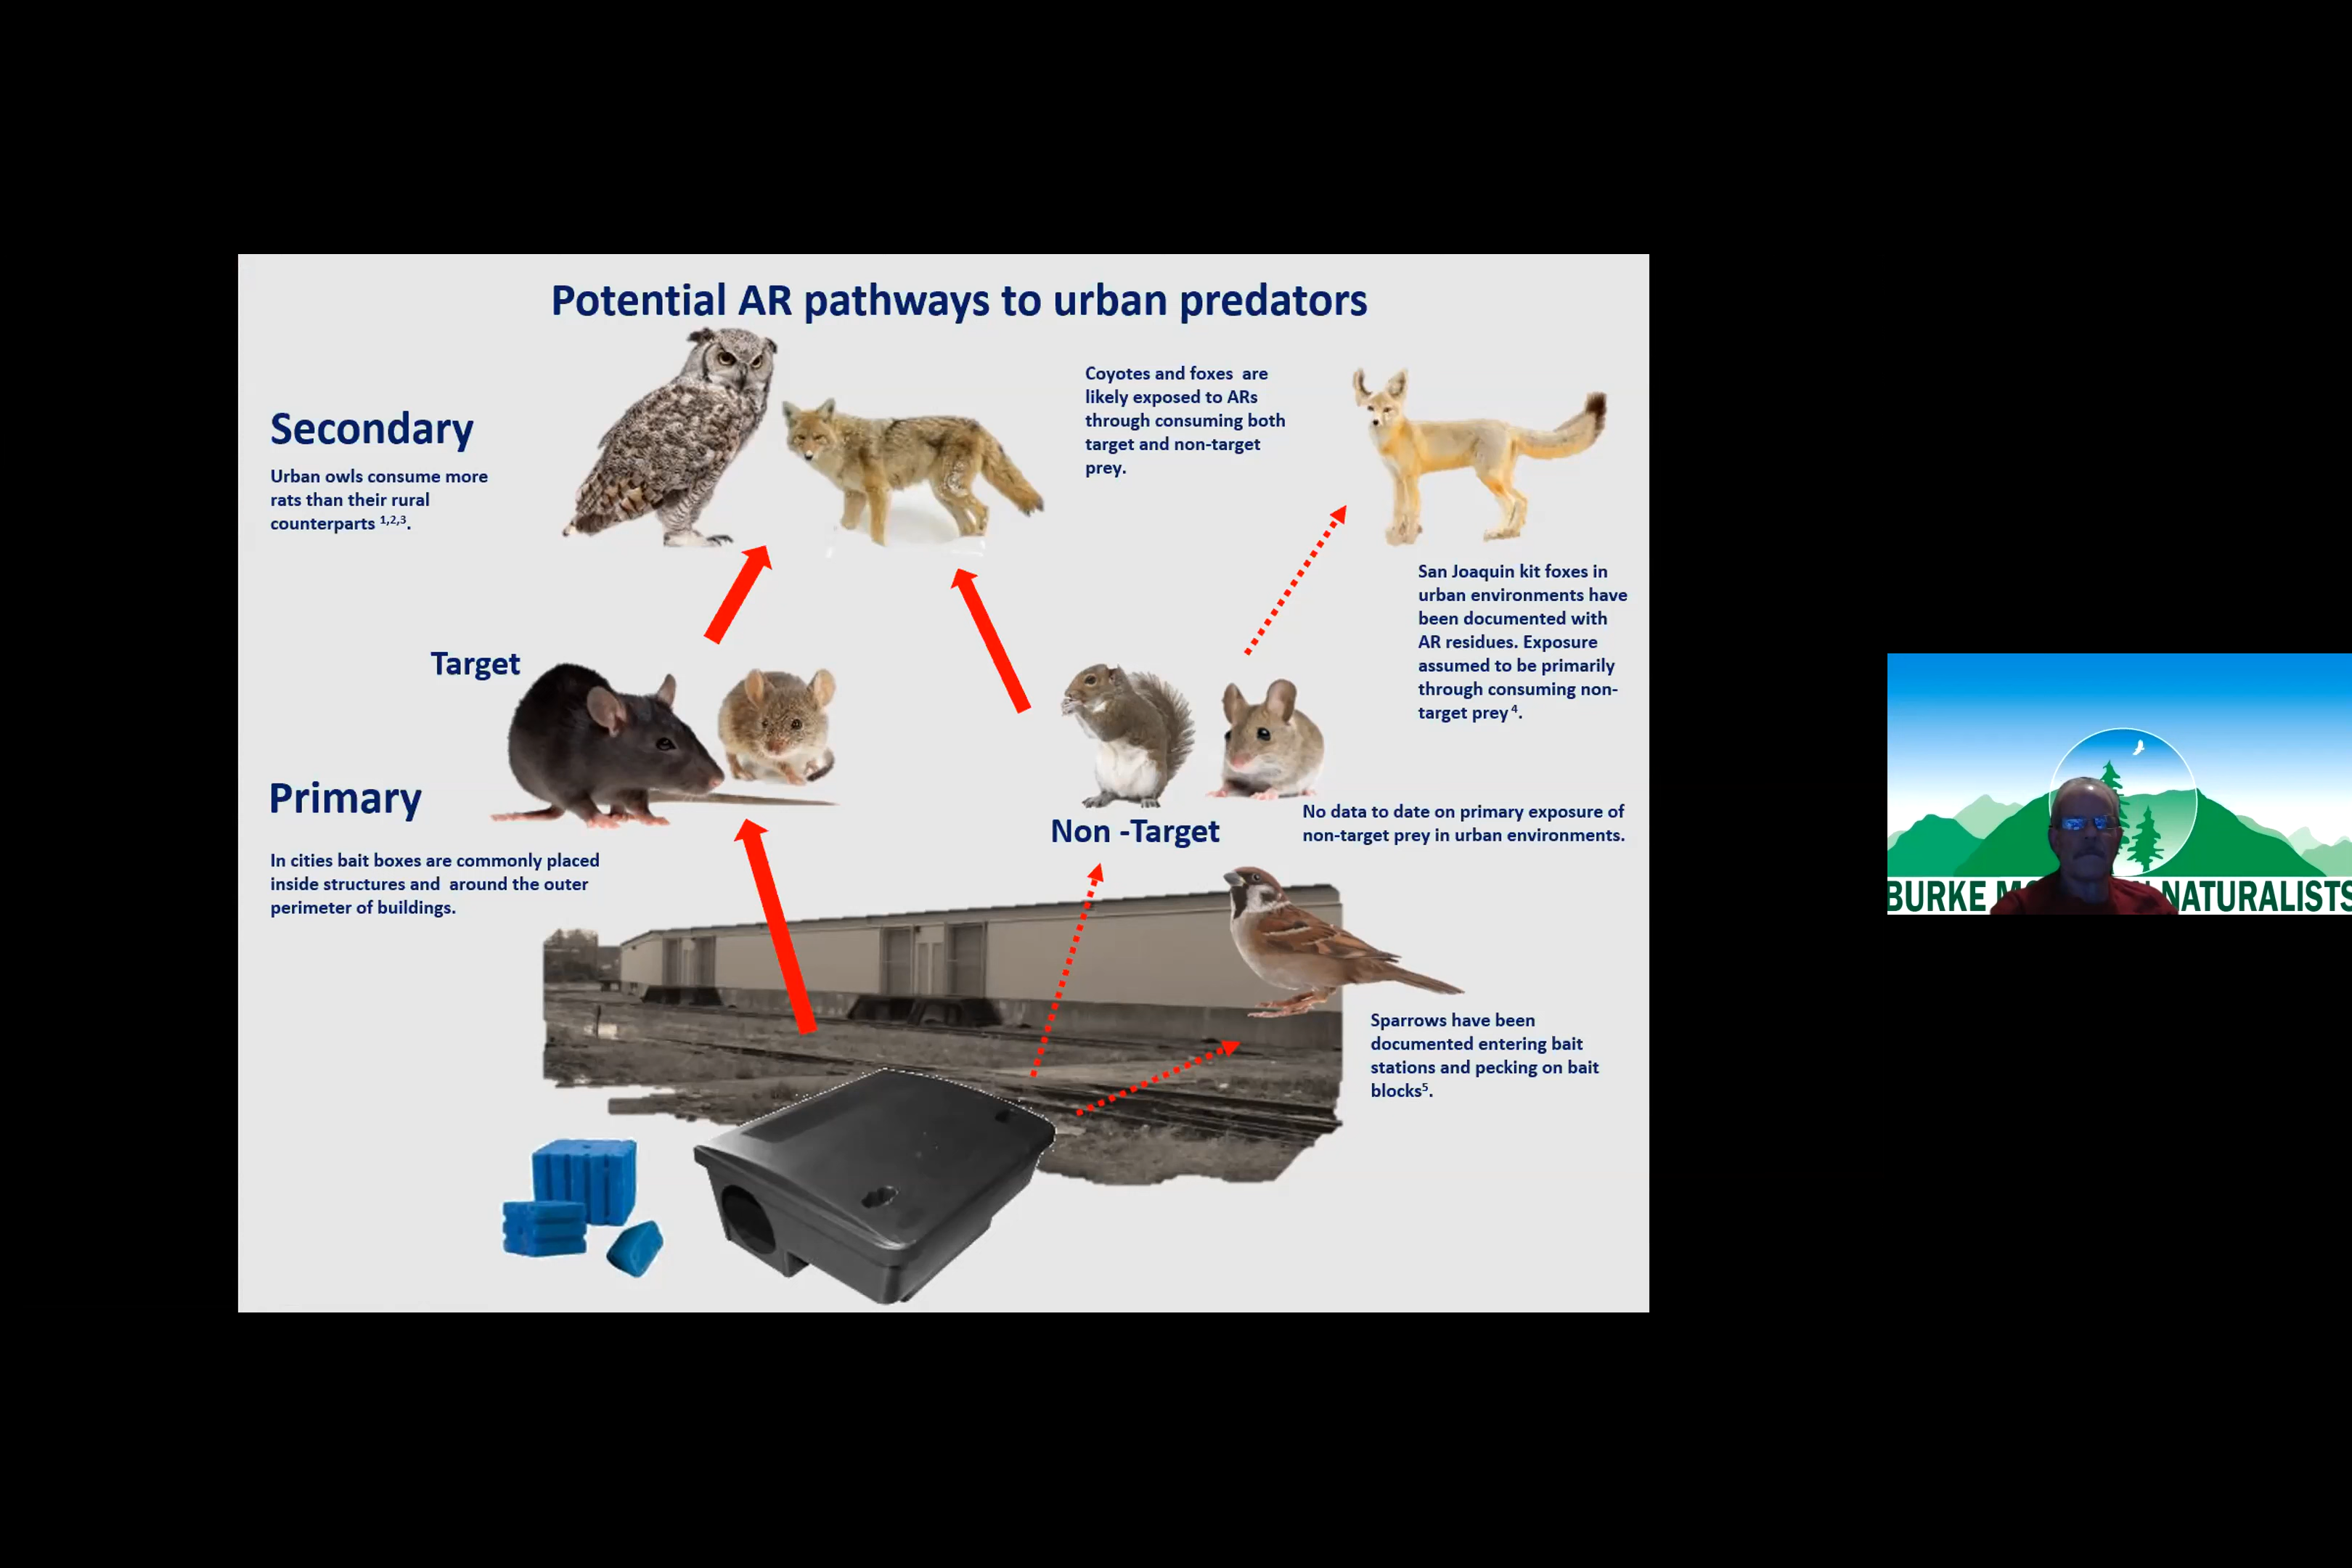 Potential AR pathways to urban predators
Secondary
Urban owls consume more
rats than their rural
counterparts 1,2,3.
Coyotes and foxes are
likely exposed to ARs
through consuming both
target and non-target
prey.
San Joaquin kit foxes in
urban environments have
been documented with
AR residues. Exposure
assumed to be primarily
through consuming non-
target prey 4.
Target
Primary
In cities bait boxes are commonly placed
inside structures and around the outer
perimeter of buildings.
Non -Target
No data to date on primary exposure of
non-target prey in urban environments.
Sparrows have been
documented entering bait
stations and pecking on bait
blocks5.
BURKE NATURALISTS